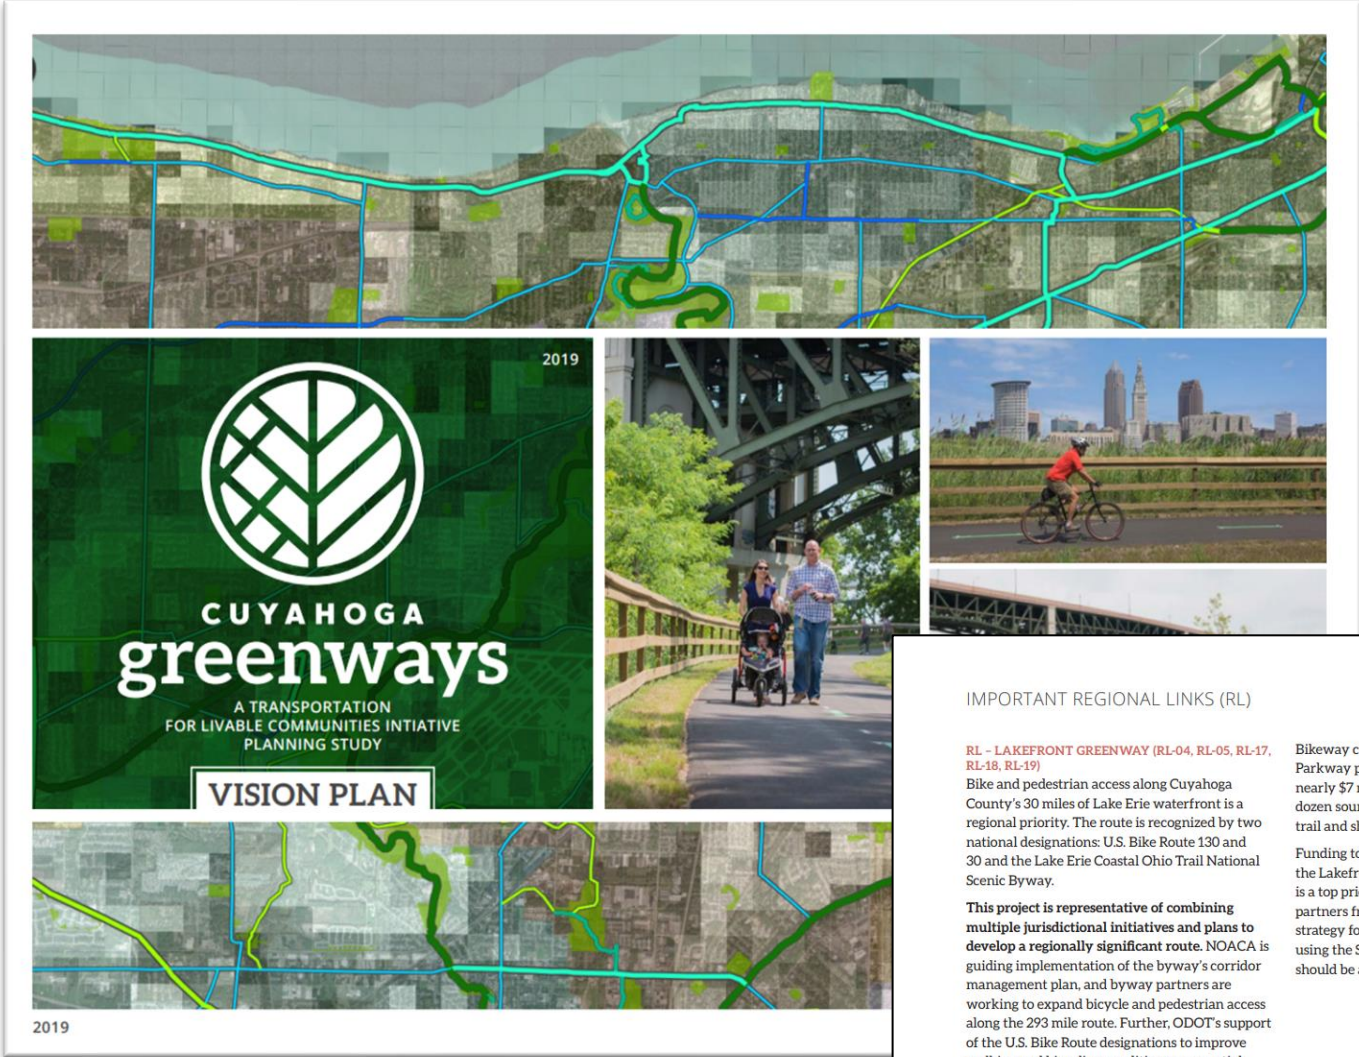 2019
CUYAHOGA
greenways
A TRANSPORTATION
FOR LIVABLE COMMUNITIES INTIATIVE
PLANNING STUDY
VISION PLAN
2019
IMPORTANT REGIONAL LINKS (RL)
RL – LAKEFRONT GREENWAY (RL-04, RL-05, RL-17,
RL-18, RL-19)
Bike and pedestrian access along Cuyahoga
County's 30 miles of Lake Erie waterfront is a
regional priority. The route is recognized by two
national designations: U.S. Bike Route 130 and
30 and the Lake Erie Coastal Ohio Trail National
Scenic Byway.
This project is representative of combining
multiple jurisdictional initiatives and plans to
develop a regionally significant route. NOACA is
guiding implementation of the byway's corridor
management plan, and byway partners are
working to expand bicycle and pedestrian access
along the 293 mile route. Further, ODOT's support
of the U.S. Bike Route designations to improve
Bikeway
Parkway
nearly $7
dozen
trail and
Funding
the
is a top
partners
strategy
using the
should be